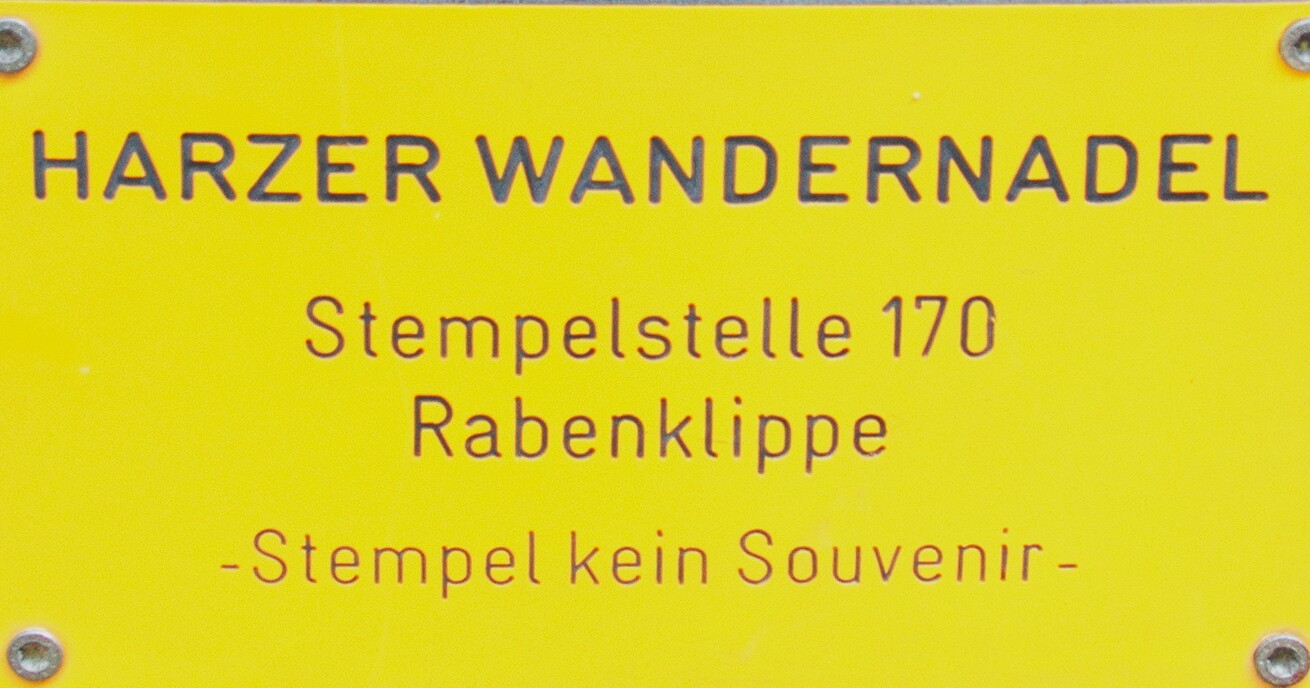 HARZER WANDERNADEL
Stempelstelle 170
Rabenklippe
-Stempel kein Souvenir-